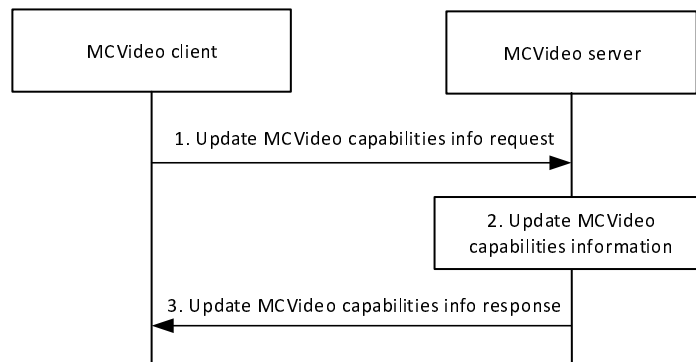 MCVideo client
MCVideo server
1. Update MCVideo capabilities info request
2. Update MCVideo
capabilities information
3. Update MCVideo capabilities info response